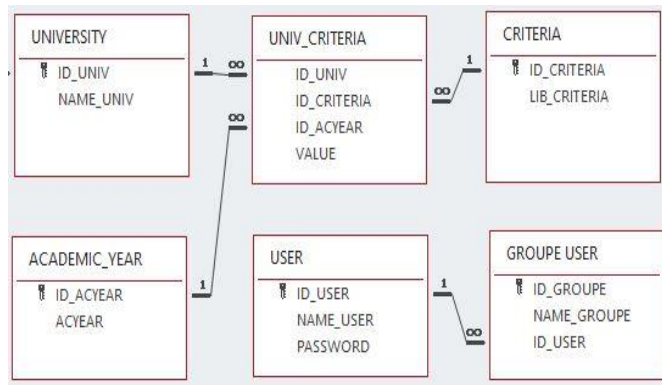 UNIVERSITY
ID_UNIV
NAME_UNIV
1 ∞
UNIV_CRITERIA
ID_UNIV
ID_CRITERIA
ID_ACYEAR
VALUE
∞
∞ 1
CRITERIA
ID_CRITERIA
LIB_CRITERIA
ACADEMIC_YEAR
ID_ACYEAR
ACYEAR
1
USER
ID_USER
NAME_USER
PASSWORD
1
∞
GROUPE USER
ID_GROUPE
NAME_GROUPE
ID_USER